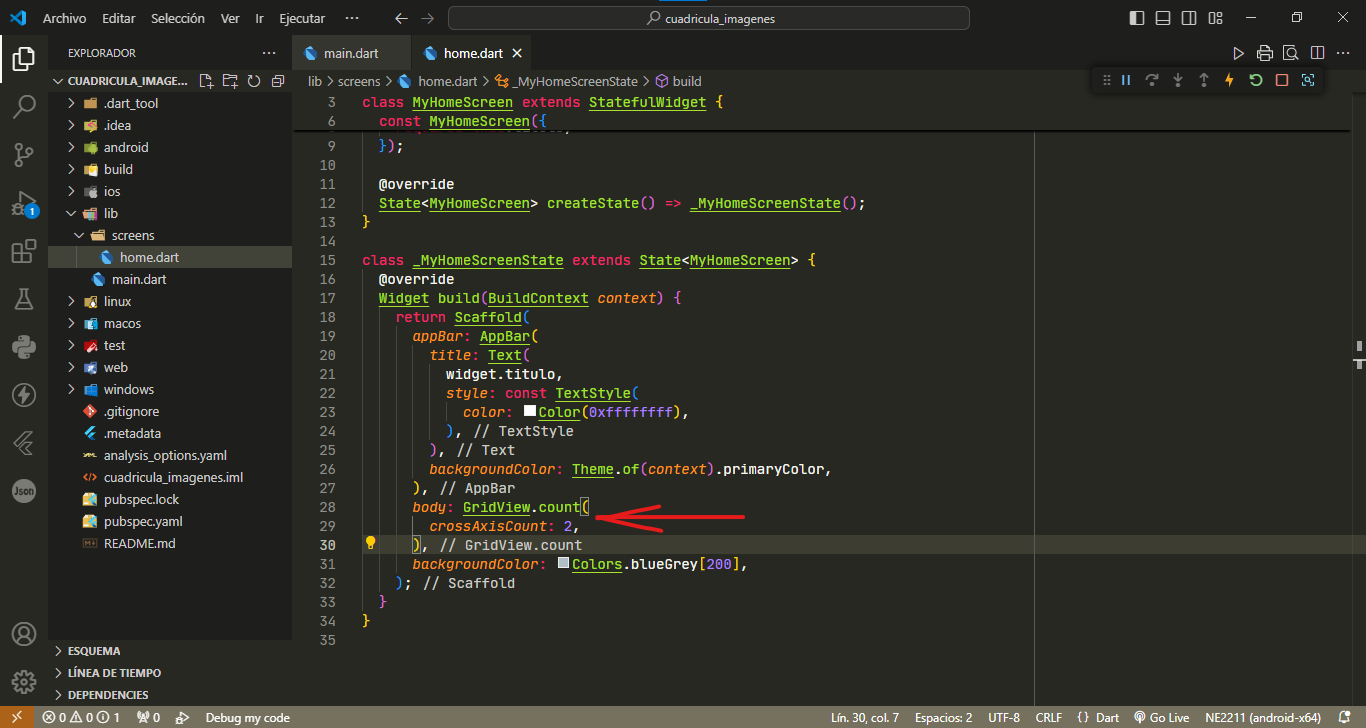 Archivo Editar Selección Ver Ir Ejecutar ··· cuadricula_imagenes
EXPLORADOR ···
CUADRICULA_IMAGE...
.dart_tool
.idea
android
build
ios
lib
screens
home.dart
main.dart
linux
macos
test
web
windows
.gitignore
.metadata
analysis_options.yaml
cuadricula_imagenes.iml
pubspec.lock
pubspec.yaml
README.md
ESQUEMA
LÍNEA DE TIEMPO
DEPENDENCIES
1
Json
main.dart home.dart
lib > screens > home.dart > _MyHomeScreenState > build
3 class MyHomeScreen extends StatefulWidget {
6 const MyHomeScreen({
9 });
10
11 @override
12 State<MyHomeScreen> createState() => _MyHomeScreenState();
13 }
14
15 class _MyHomeScreenState extends State<MyHomeScreen> {
16 @override
17 Widget build(BuildContext context) {
18 return Scaffold(
19 appBar: AppBar(
20 title: Text(
21 widget.titulo,
22 style: const TextStyle(
23 color: Color(0xffffffff),
24 ), // TextStyle
25 ), // Text
26 backgroundColor: Theme.of(context).primaryColor,
27 ), // AppBar
28 body: GridView.count(
29 crossAxisCount: 2,
30 ), // GridView.count
31 backgroundColor: Colors.blueGrey[200],
32 ); // Scaffold
33 }
34 }
35
0 0 1 0 Debug my code Lín. 30, col. 7 Espacios: 2 UTF-8 CRLF {} Dart Go Live NE2211 (android-x64)